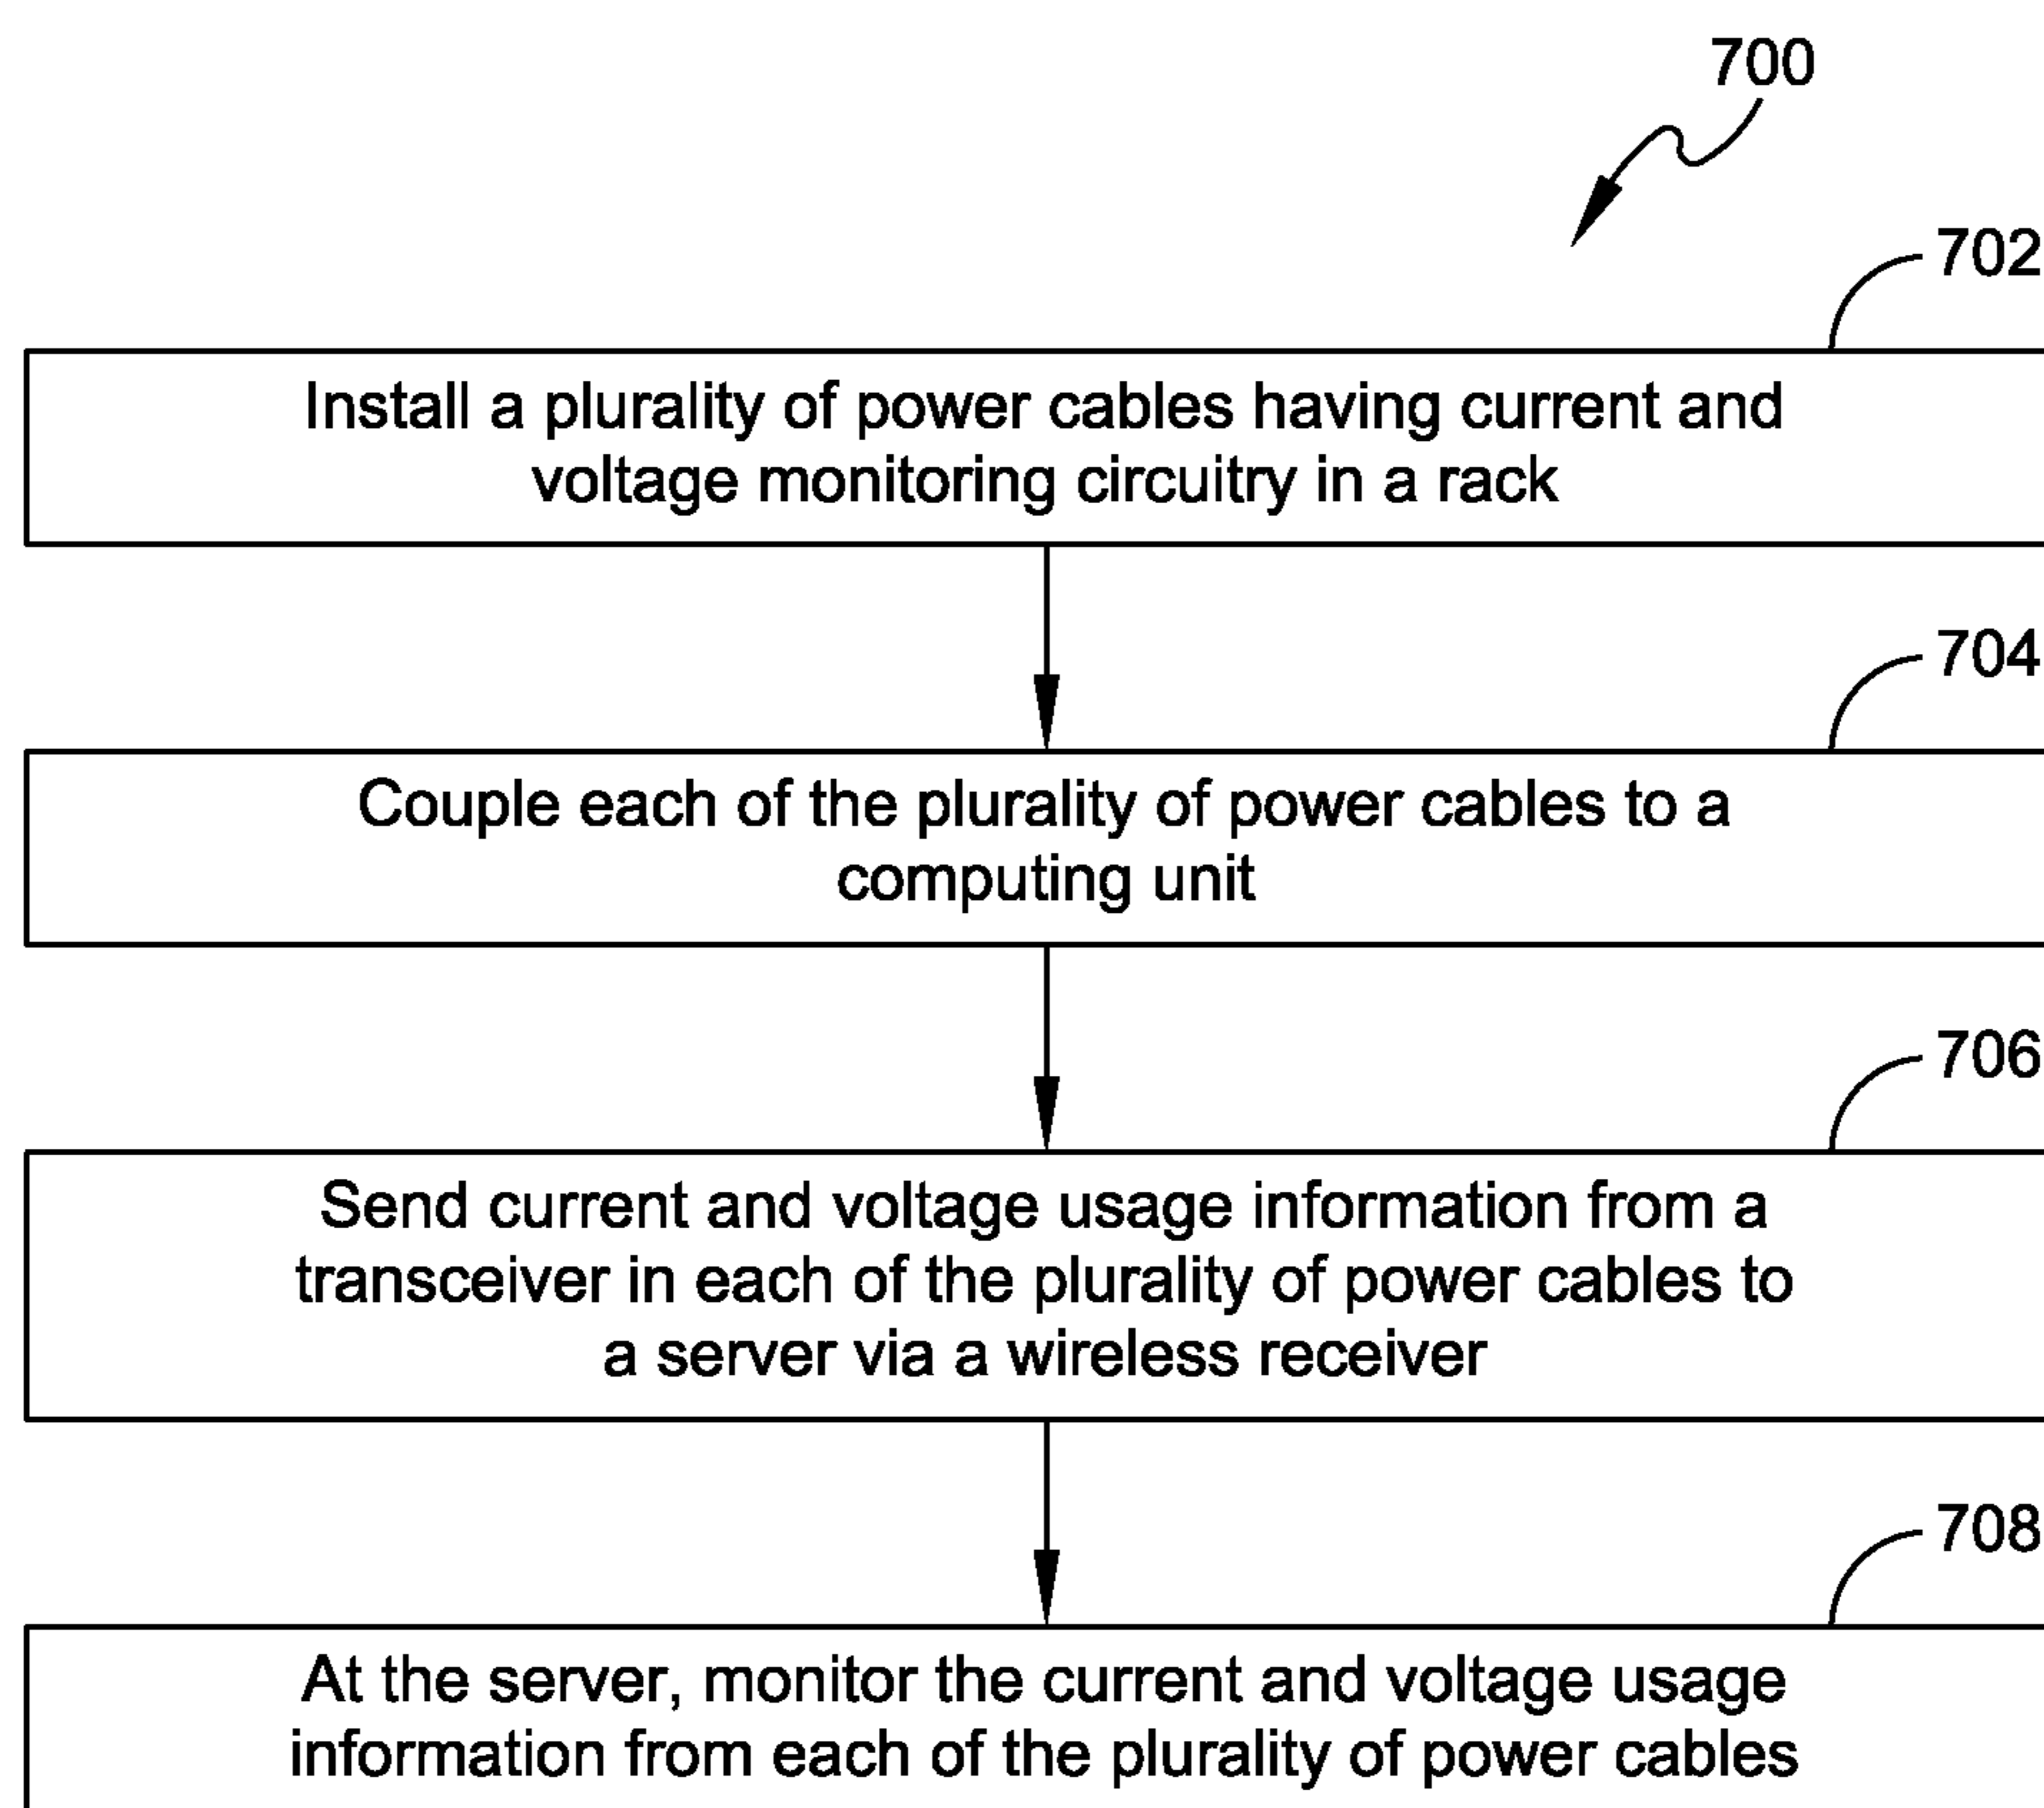 700
702
Install a plurality of power cables having current and
voltage monitoring circuitry in a rack
704
Couple each of the plurality of power cables to a
computing unit
706
Send current and voltage usage information from a
transceiver in each of the plurality of power cables to
a server via a wireless receiver
708
At the server, monitor the current and voltage usage
information from each of the plurality of power cables